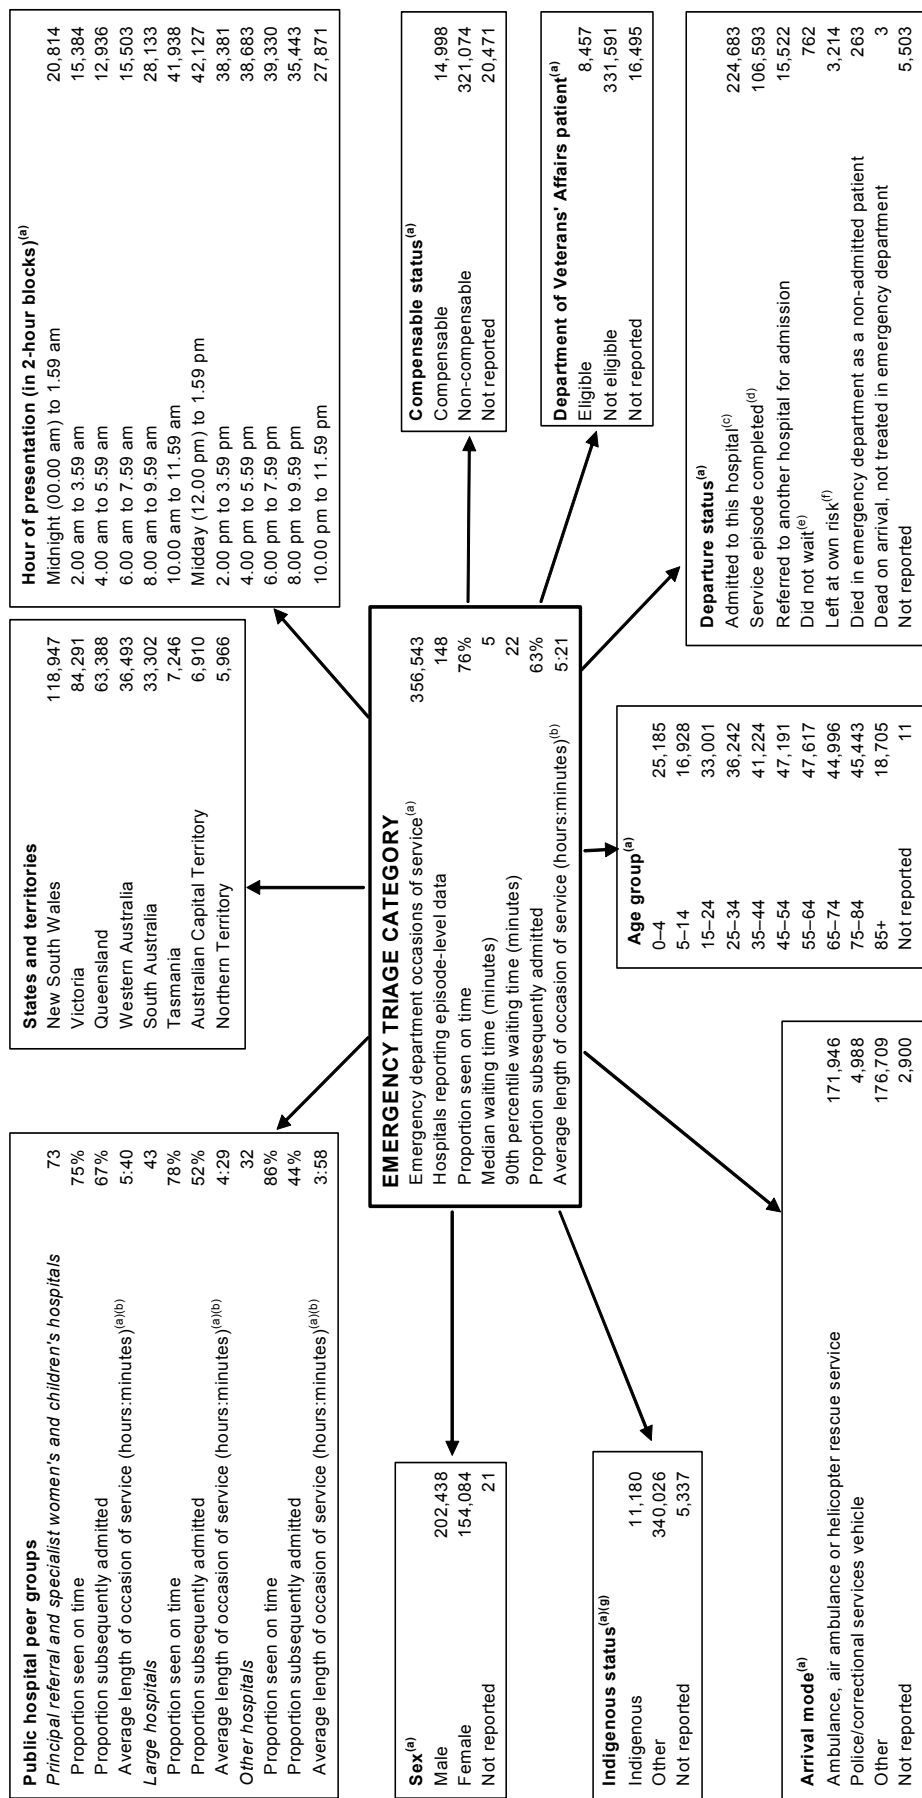 Public hospital peer groups
Principal referral and specialist women's and children's hospitals 73
Proportion seen on time 75%
Proportion subsequently admitted 67%
Average length of occasion of service (hours:minutes)(a)(b) 5:40
Large hospitals 43
Proportion seen on time 78%
Proportion subsequently admitted 52%
Average length of occasion of service (hours:minutes)(a)(b) 4:29
Other hospitals 32
Proportion seen on time 86%
Proportion subsequently admitted 44%
Average length of occasion of service (hours:minutes)(a)(b) 3:58
States and territories
New South Wales 118,947
Victoria 84,291
Queensland 63,388
Western Australia 36,493
South Australia 33,302
Tasmania 7,246
Australian Capital Territory 6,910
Northern Territory 5,966
Hour of presentation (in 2-hour blocks)(a)
Midnight (00.00 am) to 1.59 am 20,814
2.00 am to 3.59 am 15,384
4.00 am to 5.59 am 12,936
6.00 am to 7.59 am 15,503
8.00 am to 9.59 am 28,133
10.00 am to 11.59 am 41,938
Midday (12.00 pm) to 1.59 pm 42,127
2.00 pm to 3.59 pm 38,381
4.00 pm to 5.59 pm 38,683
6.00 pm to 7.59 pm 39,330
8.00 pm to 9.59 pm 35,443
10.00 pm to 11.59 pm 27,871
Sex(a)
Male 202,438
Female 154,084
Not reported 21
EMERGENCY TRIAGE CATEGORY
Emergency department occasions of service(a) 356,543
Hospitals reporting episode-level data 148
Proportion seen on time 76%
Median waiting time (minutes) 5
90th percentile waiting time (minutes) 22
Proportion subsequently admitted 63%
Average length of occasion of service (hours:minutes)(b) 5:21
Compensable status(a)
Compensable 14,998
Non-compensable 321,074
Not reported 20,471
Department of Veterans' Affairs patient(a)
Eligible 8,457
Not eligible 331,591
Not reported 16,495
Indigenous status(a)(g)
Indigenous 11,180
Other 340,026
Not reported 5,337
Arrival mode(a)
Ambulance, air ambulance or helicopter rescue service 171,946
Police/correctional services vehicle 4,988
Other 176,709
Not reported 2,900
Age group(a)
0–4 25,185
5–14 16,928
15–24 33,001
25–34 36,242
35–44 41,224
45–54 47,191
55–64 47,617
65–74 44,996
75–84 45,443
85+ 18,705
Not reported 11
Departure status(a)
Admitted to this hospital(c) 224,683
Service episode completed(d) 106,593
Referred to another hospital for admission 15,522
Did not wait(e) 762
Left at own risk(f) 3,214
Died in emergency department as a non-admitted patient 263
Dead on arrival, not treated in emergency department 3
Not reported 5,503